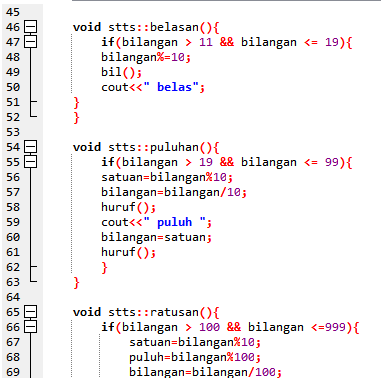 45
46 void stts::belasan(){
47 if(bilangan > 11 && bilangan <= 19){
48 bilangan%=10;
49 bil();
50 cout<<" belas";
51 }
52 }
53
54 void stts::puluhan(){
55 if(bilangan > 19 && bilangan <= 99){
56 satuan=bilangan%10;
57 bilangan=bilangan/10;
58 huruf();
59 cout<<" puluh ";
60 bilangan=satuan;
61 huruf();
62 }
63 }
64
65 void stts::ratusan(){
66 if(bilangan > 100 && bilangan <=999){
67 satuan=bilangan%10;
68 puluh=bilangan%100;
69 bilangan=bilangan/100;